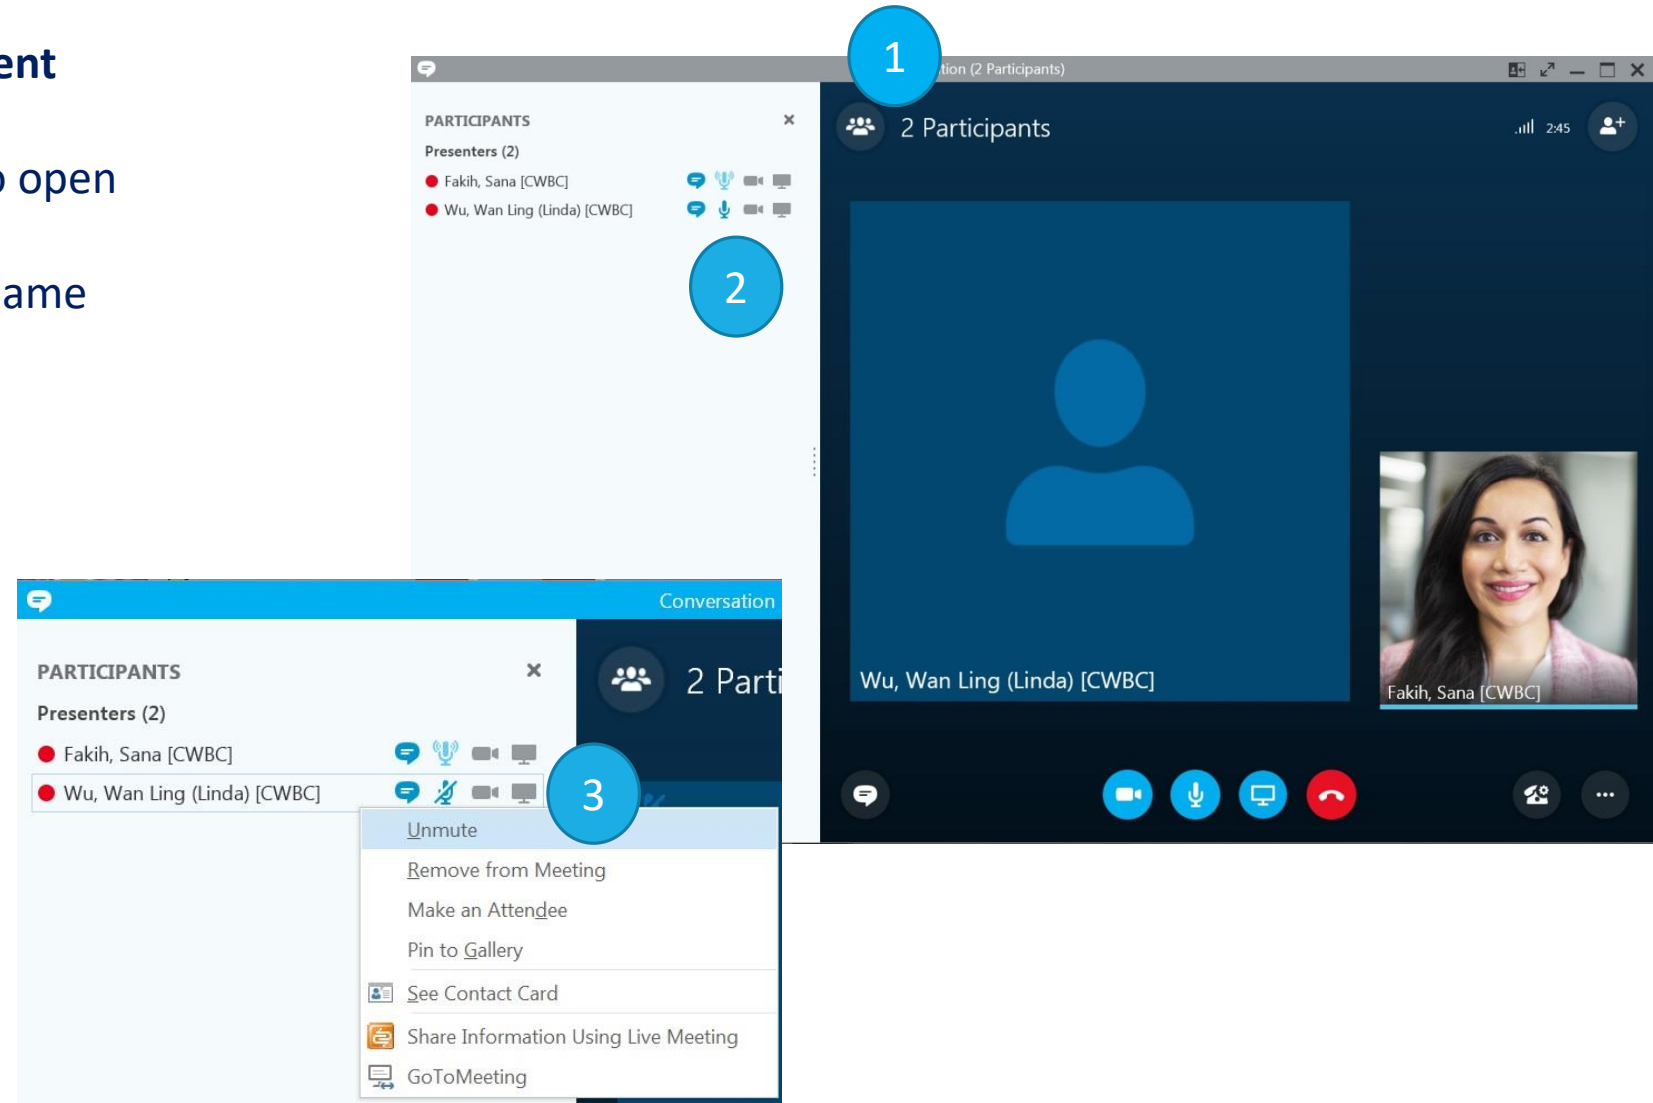 ent
open
ame
1
tion (2 Participants)
PARTICIPANTS
Presenters (2)
Fakih, Sana [CWBC]
Wu, Wan Ling (Linda) [CWBC]
2
2 Participants
2:45
Wu, Wan Ling (Linda) [CWBC]
Fakih, Sana [CWBC]
Conversation
PARTICIPANTS
Presenters (2)
Fakih, Sana [CWBC]
Wu, Wan Ling (Linda) [CWBC]
3
2 Parti
Unmute
Remove from Meeting
Make an Attendee
Pin to Gallery
See Contact Card
Share Information Using Live Meeting
GoToMeeting